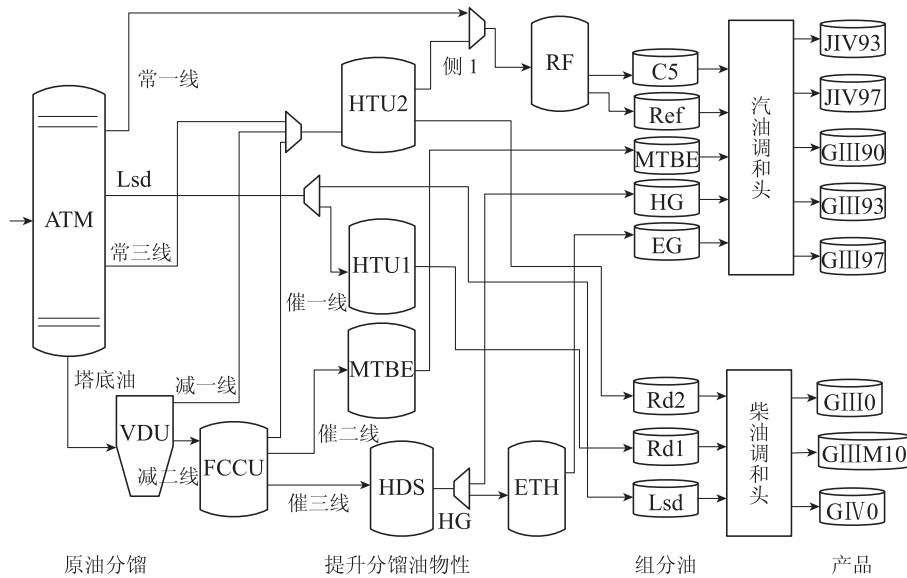 常一线
侧 1
RF
C5
JIV93
HTU2
Ref
JIV97
汽油调和头
MTBE
GIII90
Lsd
HG
GIII93
ATM
EG
GIII97
常三线
HTU1
催一线
MTBE
塔底油
减一线
VDU
催二线
Rd2
GIII0
柴油调和头
FCCU
减二线
Rd1
GIIIM10
HDS
ETH
催三线
HG
Lsd
GIV0
原油分馏
提升分馏油物性
组分油
产品